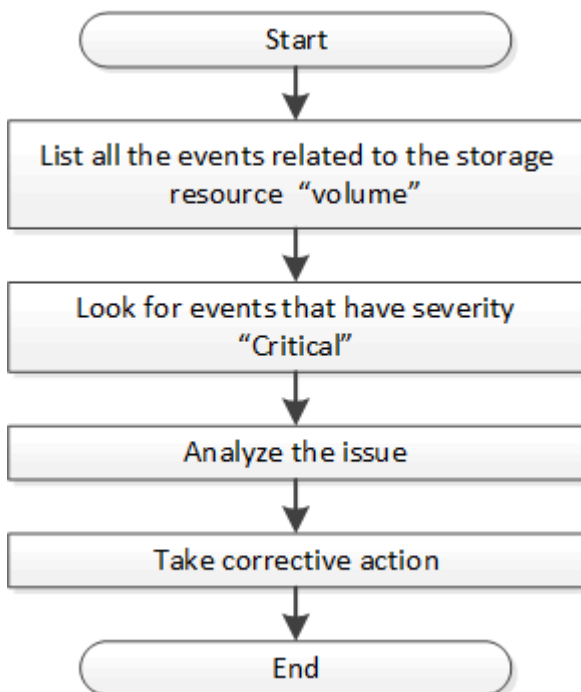 Start
List all the events related to the storage
resource “volume”
Look for events that have severity
“Critical”
Analyze the issue
Take corrective action
End